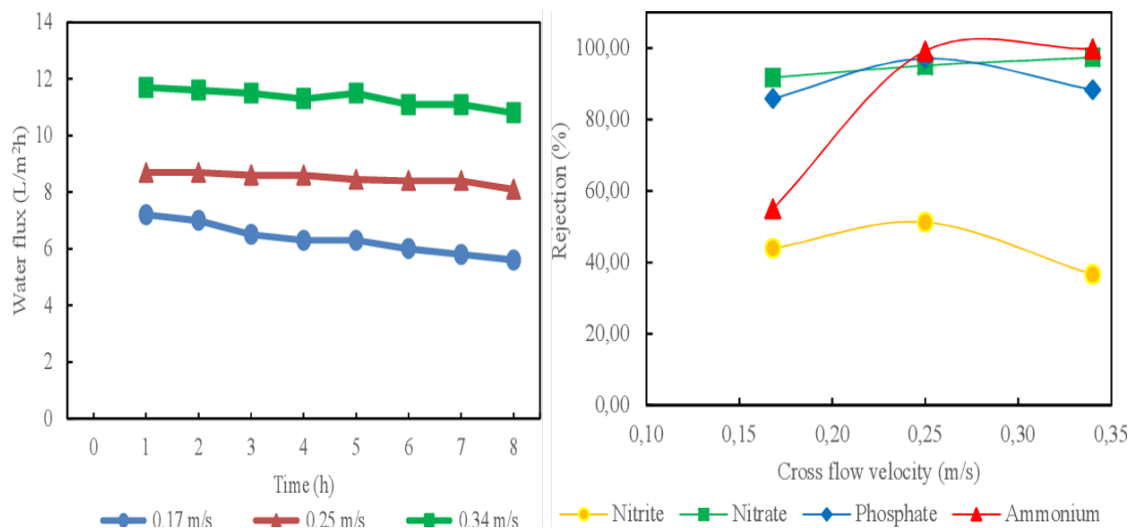 Water flux (L/m²h)
14
12
10
8
6
4
2
0
0 1 2 3 4 5 6 7 8
Time (h)
0.17 m/s 0.25 m/s 0.34 m/s
Rejection (%)
100,00
80,00
60,00
40,00
20,00
0,00
0,10 0,15 0,20 0,25 0,30 0,35
Cross flow velocity (m/s)
Nitrite Nitrate Phosphate Ammonium